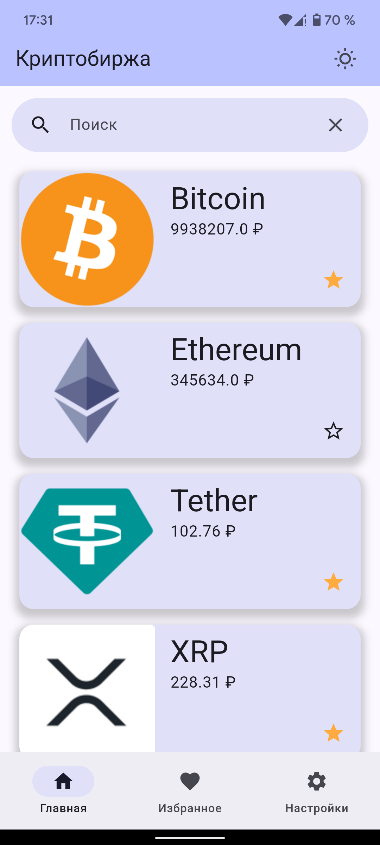 17:31 70 %
Криптобиржа
Поиск
Bitcoin
9938207.0 ₽
Ethereum
345634.0 ₽
Tether
102.76 ₽
XRP
228.31 ₽
Главная Избранное Настройки